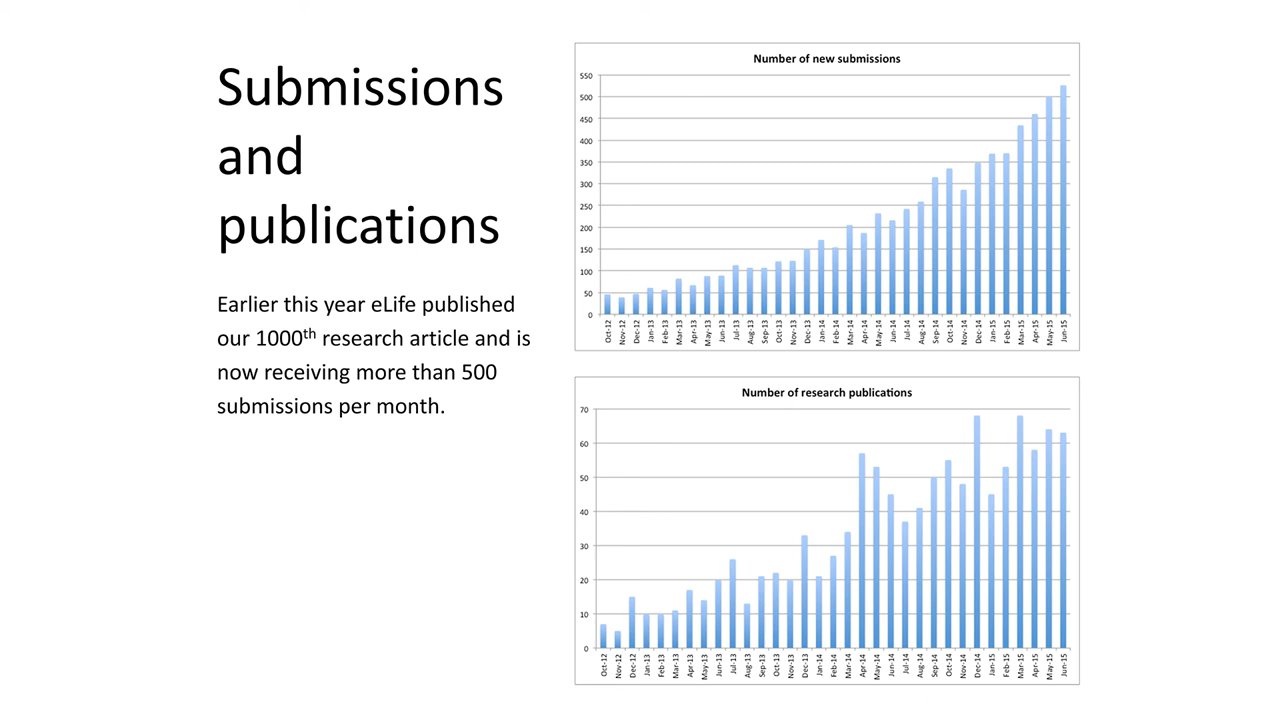 Submissions
and
publications
Earlier this year eLife published
our 1000th research article and is
now receiving more than 500
submissions per month.
Number of new submissions
550
500
450
400
350
300
250
200
150
100
50
0
Oct-12
Nov-12
Dec-12
Jan-13
Feb-13
Mar-13
Apr-13
May-13
Jun-13
Jul-13
Aug-13
Sep-13
Oct-13
Nov-13
Dec-13
Jan-14
Feb-14
Mar-14
Apr-14
May-14
Jun-14
Jul-14
Aug-14
Sep-14
Oct-14
Nov-14
Dec-14
Jan-15
Feb-15
Mar-15
Apr-15
May-15
Jun-15
Number of research publications
70
60
50
40
30
20
10
0
Oct-12
Nov-12
Dec-12
Jan-13
Feb-13
Mar-13
Apr-13
May-13
Jun-13
Jul-13
Aug-13
Sep-13
Oct-13
Nov-13
Dec-13
Jan-14
Feb-14
Mar-14
Apr-14
May-14
Jun-14
Jul-14
Aug-14
Sep-14
Oct-14
Nov-14
Dec-14
Jan-15
Feb-15
Mar-15
Apr-15
May-15
Jun-15